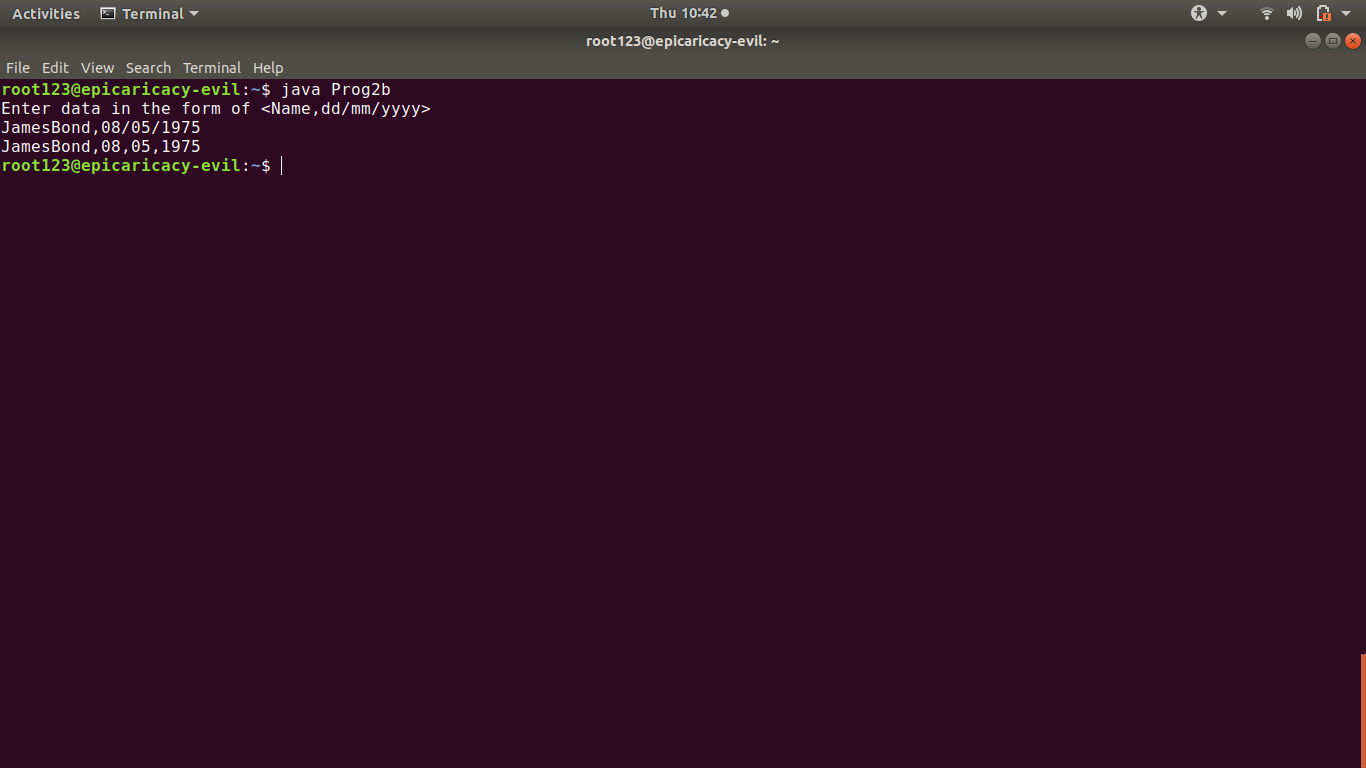 Activities Terminal Thu 10:42
root123@epicaricacy-evil: ~
File Edit View Search Terminal Help
root123@epicaricacy-evil:~$ java Prog2b
Enter data in the form of <Name,dd/mm/yyyy>
JamesBond,08/05/1975
JamesBond,08,05,1975
root123@epicaricacy-evil:~$